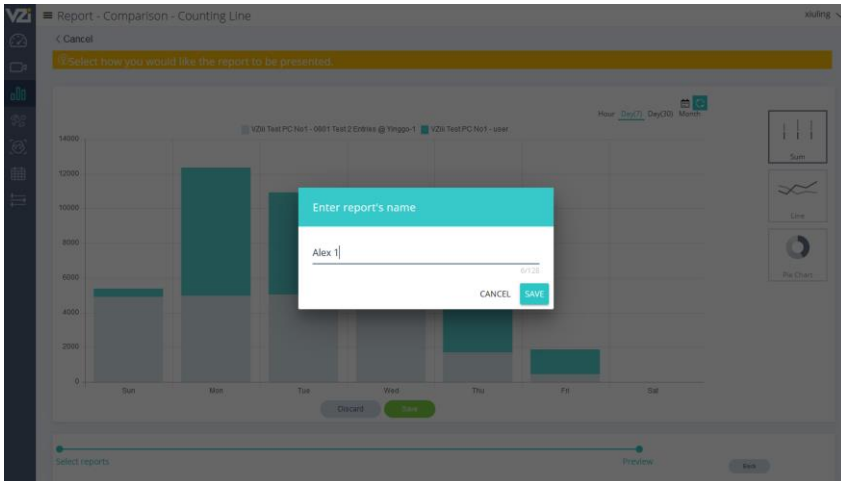 VZi
Report - Comparison - Counting Line
xiuling
< Cancel
Select how you would like the report to be presented.
Hour Day(7) Day(30) Month
VZiii Test PC No1 - 0601 Test 2 Entries @ Yinggo-1 VZiii Test PC No1 - user
14000
12000
10000
8000
6000
4000
2000
0
Sun Mon Tue Wed Thu Fri Sat
Sum
Line
Pie Chart
Enter report's name
Alex 1
6/128
CANCEL SAVE
Discard Save
Select reports Preview
Back